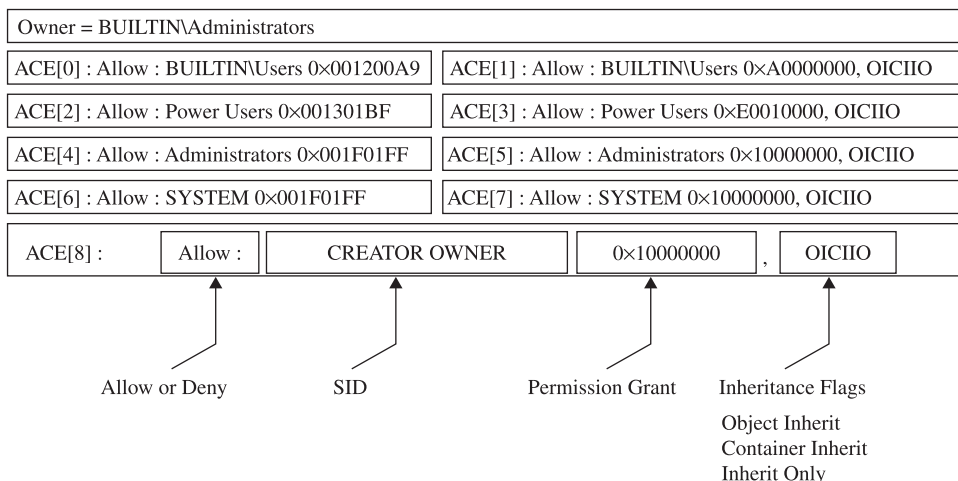 Owner = BUILTIN\Administrators
ACE[0] : Allow : BUILTIN\Users 0×001200A9
ACE[1] : Allow : BUILTIN\Users 0×A0000000, OICIIO
ACE[2] : Allow : Power Users 0×001301BF
ACE[3] : Allow : Power Users 0×E0010000, OICIIO
ACE[4] : Allow : Administrators 0×001F01FF
ACE[5] : Allow : Administrators 0×10000000, OICIIO
ACE[6] : Allow : SYSTEM 0×001F01FF
ACE[7] : Allow : SYSTEM 0×10000000, OICIIO
ACE[8] : Allow : CREATOR OWNER 0×10000000 , OICIIO
Allow or Deny SID Permission Grant Inheritance Flags
Object Inherit
Container Inherit
Inherit Only